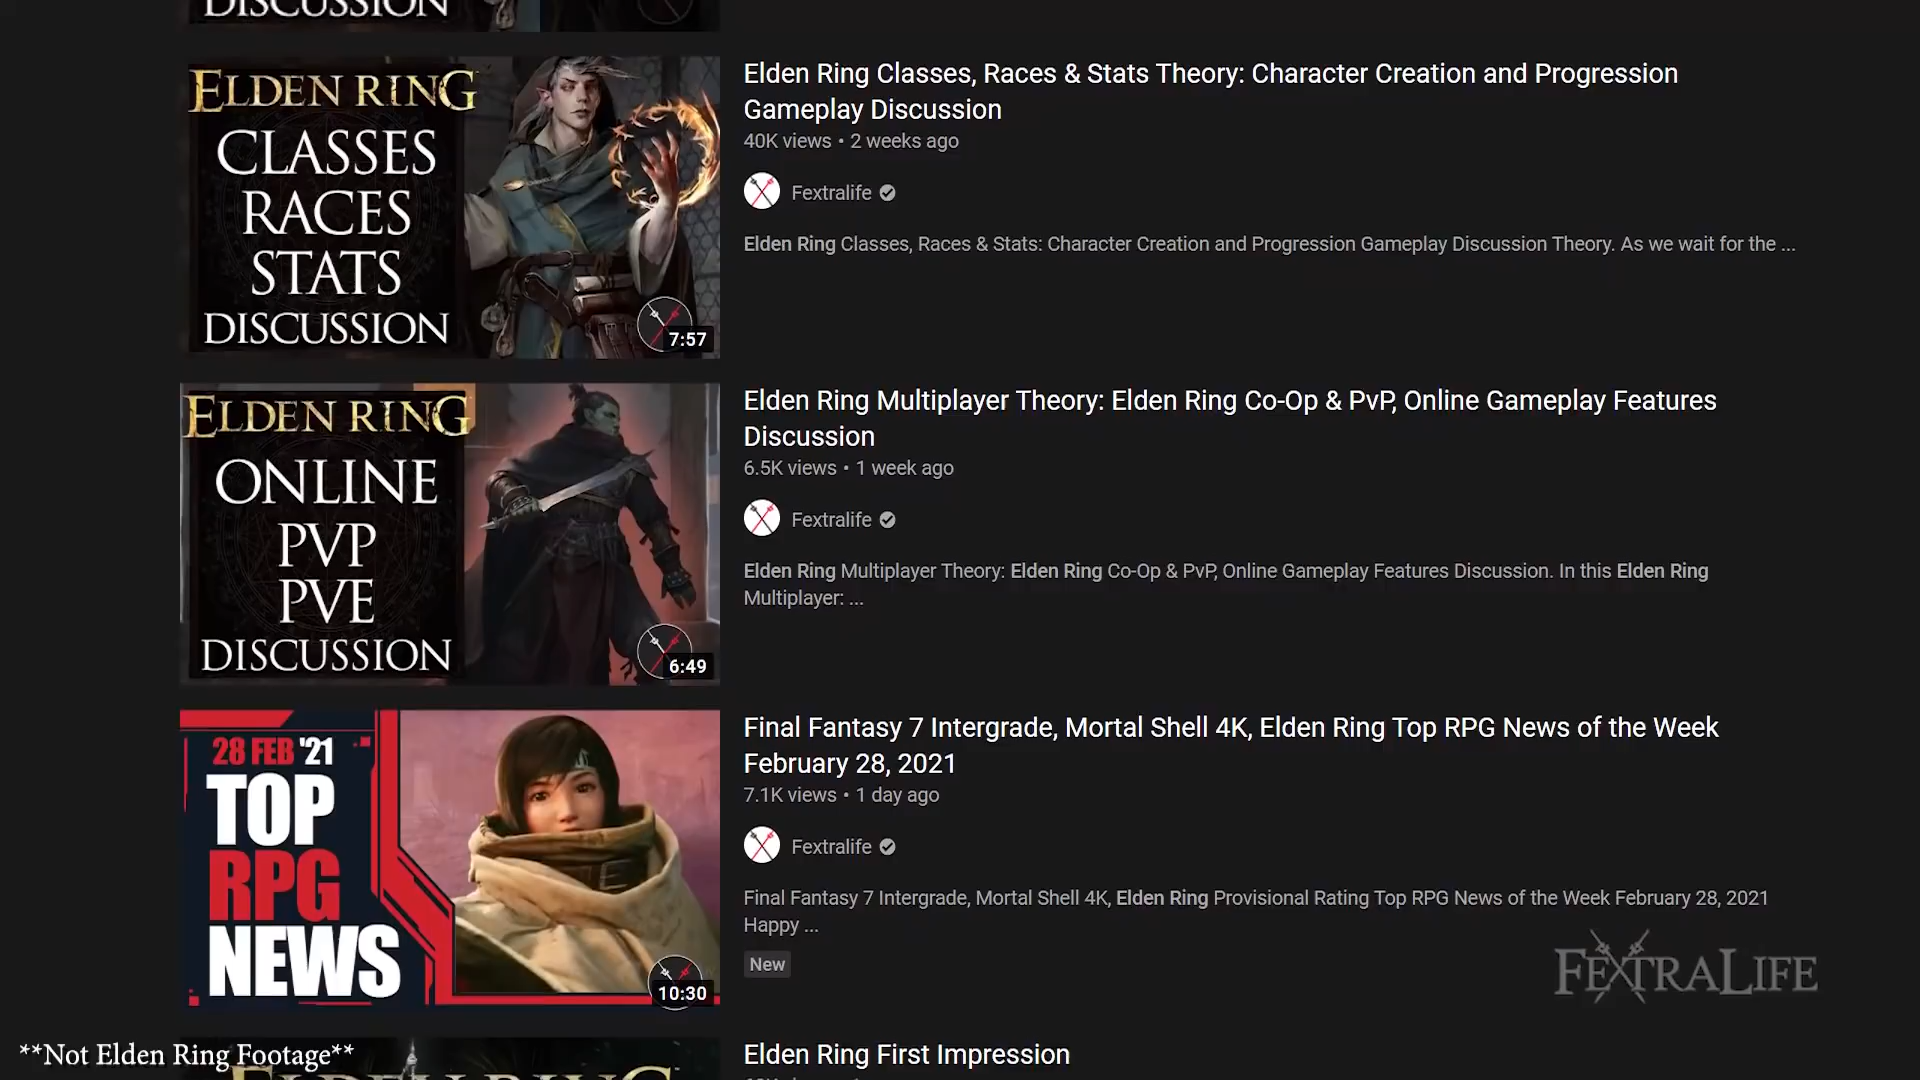 DISCUSSION
ELDEN RING
CLASSES
RACES
STATS
DISCUSSION
7:57
Elden Ring Classes, Races & Stats Theory: Character Creation and Progression
Gameplay Discussion
40K views • 2 weeks ago
Fextralife
Elden Ring Classes, Races & Stats: Character Creation and Progression Gameplay Discussion Theory. As we wait for the ...
ELDEN RING
ONLINE
PVP
PVE
DISCUSSION
6:49
Elden Ring Multiplayer Theory: Elden Ring Co-Op & PvP, Online Gameplay Features
Discussion
6.5K views • 1 week ago
Fextralife
Elden Ring Multiplayer Theory: Elden Ring Co-Op & PvP, Online Gameplay Features Discussion. In this Elden Ring
Multiplayer: ...
28 FEB '21
TOP
RPG
NEWS
10:30
Final Fantasy 7 Intergrade, Mortal Shell 4K, Elden Ring Top RPG News of the Week
February 28, 2021
7.1K views • 1 day ago
Fextralife
Final Fantasy 7 Intergrade, Mortal Shell 4K, Elden Ring Provisional Rating Top RPG News of the Week February 28, 2021
Happy ...
New
FEXTRALIFE
**Not Elden Ring Footage**
ELDEN RING
Elden Ring First Impression